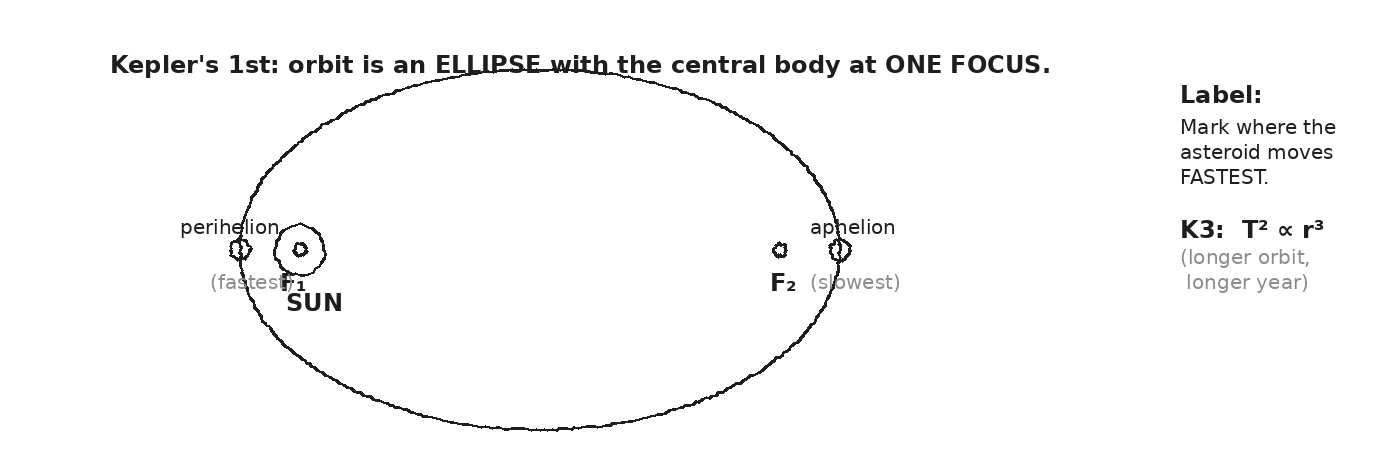 Kepler's 1st: orbit is an ELLIPSE with the central body at ONE FOCUS.
Label:
Mark where the
asteroid moves
FASTEST.
perihelion
aphelion
K3: T² ∝ r³
(longer orbit,
longer year)
(fastest)
F₁
SUN
F₂
(slowest)